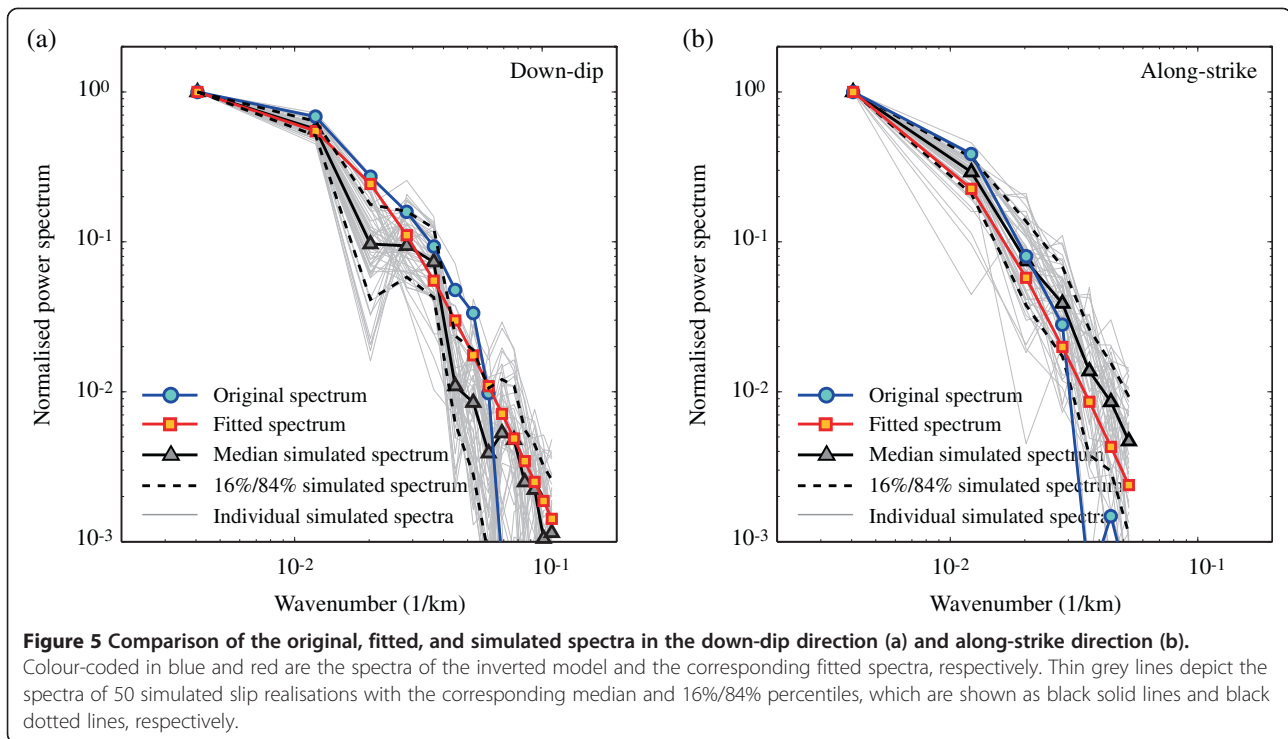 (a)
Down-dip
10⁰
10⁻¹
10⁻²
10⁻³
Normalised power spectrum
Original spectrum
Fitted spectrum
Median simulated spectrum
16%/84% simulated spectrum
Individual simulated spectra
10⁻²
10⁻¹
Wavenumber (1/km)
(b)
Along-strike
10⁰
10⁻¹
10⁻²
10⁻³
Normalised power spectrum
Original spectrum
Fitted spectrum
Median simulated spectrum
16%/84% simulated spectrum
Individual simulated spectra
10⁻²
10⁻¹
Wavenumber (1/km)
Figure 5 Comparison of the original, fitted, and simulated spectra in the down-dip direction (a) and along-strike direction (b).
Colour-coded in blue and red are the spectra of the inverted model and the corresponding fitted spectra, respectively. Thin grey lines depict the
spectra of 50 simulated slip realisations with the corresponding median and 16%/84% percentiles, which are shown as black solid lines and black
dotted lines, respectively.